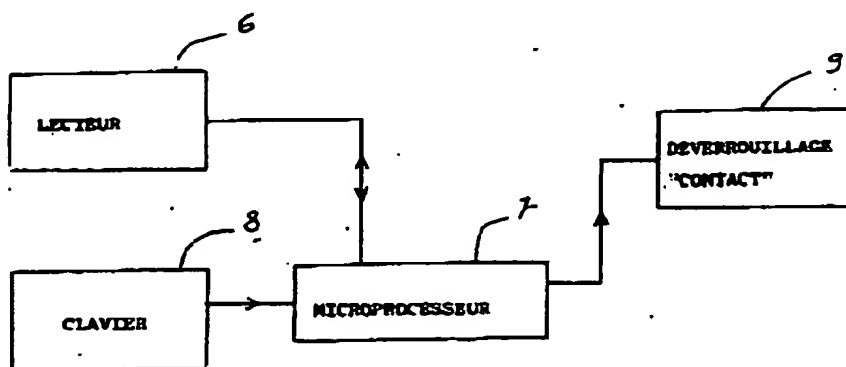 6
LECTEUR
9
DEVERROUILLAGE
"CONTACT"
8
CLAVIER
7
MICROPROCESSEUR